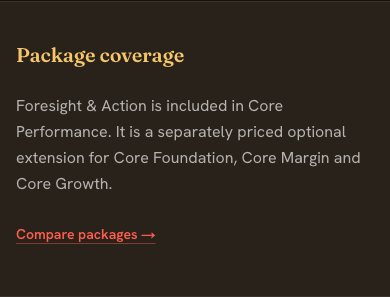 Package coverage
Foresight & Action is included in Core
Performance. It is a separately priced optional
extension for Core Foundation, Core Margin and
Core Growth.
Compare packages →